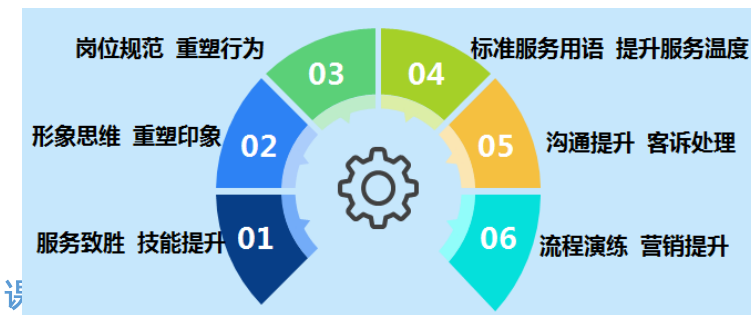 岗位规范 重塑行为
03
04
标准服务用语 提升服务温度
形象思维 重塑印象
02
05
沟通提升 客诉处理
服务致胜 技能提升
01
06
流程演练 营销提升